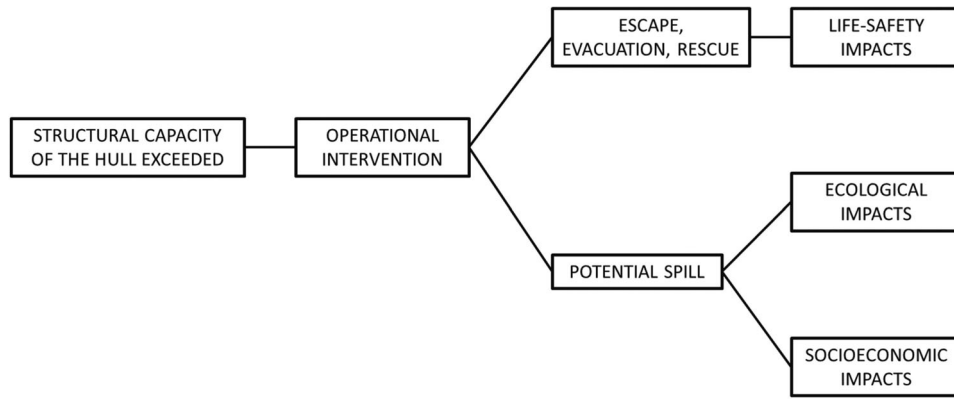 STRUCTURAL CAPACITY
OF THE HULL EXCEEDED
OPERATIONAL
INTERVENTION
ESCAPE,
EVACUATION, RESCUE
LIFE-SAFETY
IMPACTS
POTENTIAL SPILL
ECOLOGICAL
IMPACTS
SOCIOECONOMIC
IMPACTS